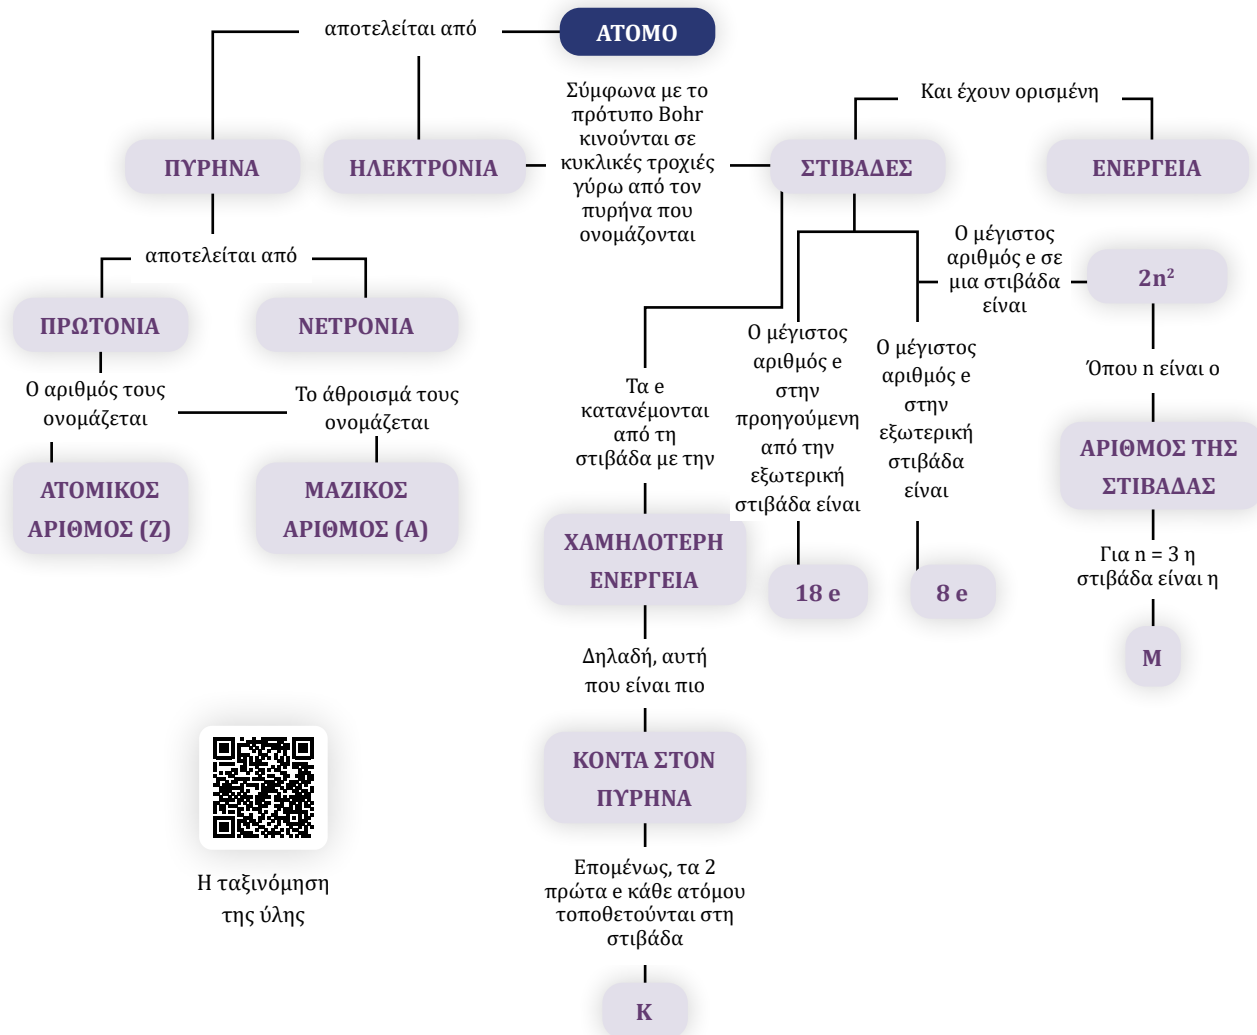 αποτελείται από
ΑΤΟΜΟ
Σύμφωνα με το
πρότυπο Bohr
κινούνται σε
κυκλικές τροχιές
γύρω από τον
πυρήνα που
ονομάζονται
Και έχουν ορισμένη
ΠΥΡΗΝΑ
ΗΛΕΚΤΡΟΝΙΑ
ΣΤΙΒΑΔΕΣ
ΕΝΕΡΓΕΙΑ
αποτελείται από
Ο μέγιστος
αριθμός e σε
μια στιβάδα
είναι
2n²
ΠΡΩΤΟΝΙΑ
ΝΕΤΡΟΝΙΑ
Ο αριθμός τους
ονομάζεται
Το άθροισμά τους
ονομάζεται
Τα e
κατανέμονται
από τη
στιβάδα με την
Ο μέγιστος
αριθμός e
στην
προηγούμενη
από την
εξωτερική
στιβάδα είναι
Ο μέγιστος
αριθμός e
στην
εξωτερική
στιβάδα
είναι
Όπου n είναι ο
ΑΡΙΘΜΟΣ ΤΗΣ
ΣΤΙΒΑΔΑΣ
ΑΤΟΜΙΚΟΣ
ΑΡΙΘΜΟΣ (Ζ)
ΜΑΖΙΚΟΣ
ΑΡΙΘΜΟΣ (Α)
ΧΑΜΗΛΟΤΕΡΗ
ΕΝΕΡΓΕΙΑ
18 e
8 e
Για n = 3 η
στιβάδα είναι η
Μ
Δηλαδή, αυτή
που είναι πιο
ΚΟΝΤΑ ΣΤΟΝ
ΠΥΡΗΝΑ
Η ταξινόμηση
της ύλης
Επομένως, τα 2
πρώτα e κάθε ατόμου
τοποθετούνται στη
στιβάδα
Κ